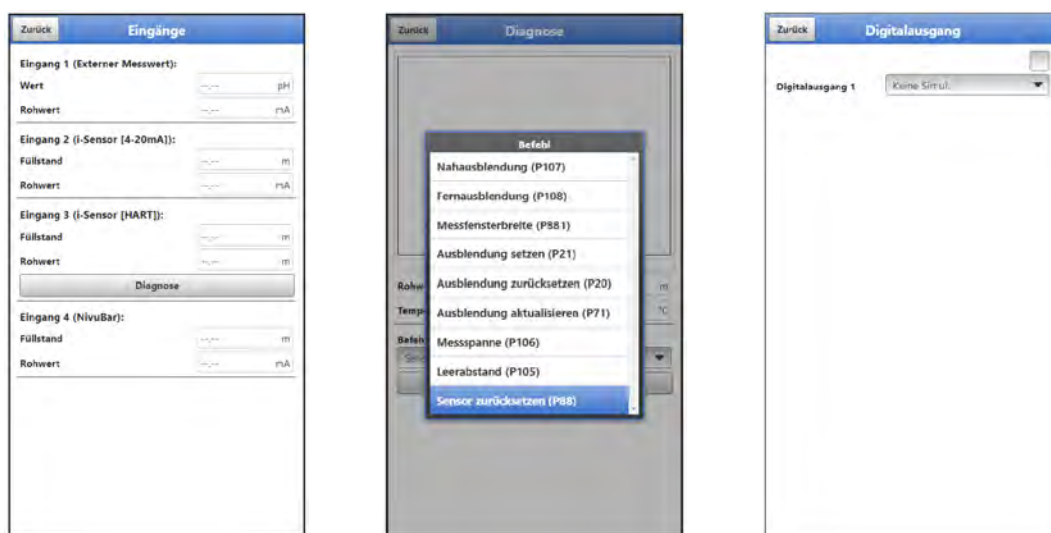 Zurück Eingänge
Eingang 1 (Externer Messwert):
Wert --,-- pH
Rohwert --,-- mA
Eingang 2 (i-Sensor [4-20mA]):
Füllstand --,-- m
Rohwert --,-- mA
Eingang 3 (i-Sensor [HART]):
Füllstand --,-- m
Rohwert --,-- m
Diagnose
Eingang 4 (NivuBar):
Füllstand --,-- m
Rohwert --,-- mA
Zurück Diagnose
Befehl
Nahausblendung (P107)
Fernausblendung (P108)
Messfensterbreite (P881)
Ausblendung setzen (P21)
Ausblendung zurücksetzen (P20)
Ausblendung aktualisieren (P71)
Messspanne (P106)
Leerabstand (P105)
Sensor zurücksetzen (P88)
Rohw m
Temp °C
Befeh
Zurück Digitalausgang
Digitalausgang 1 Keine Simul.